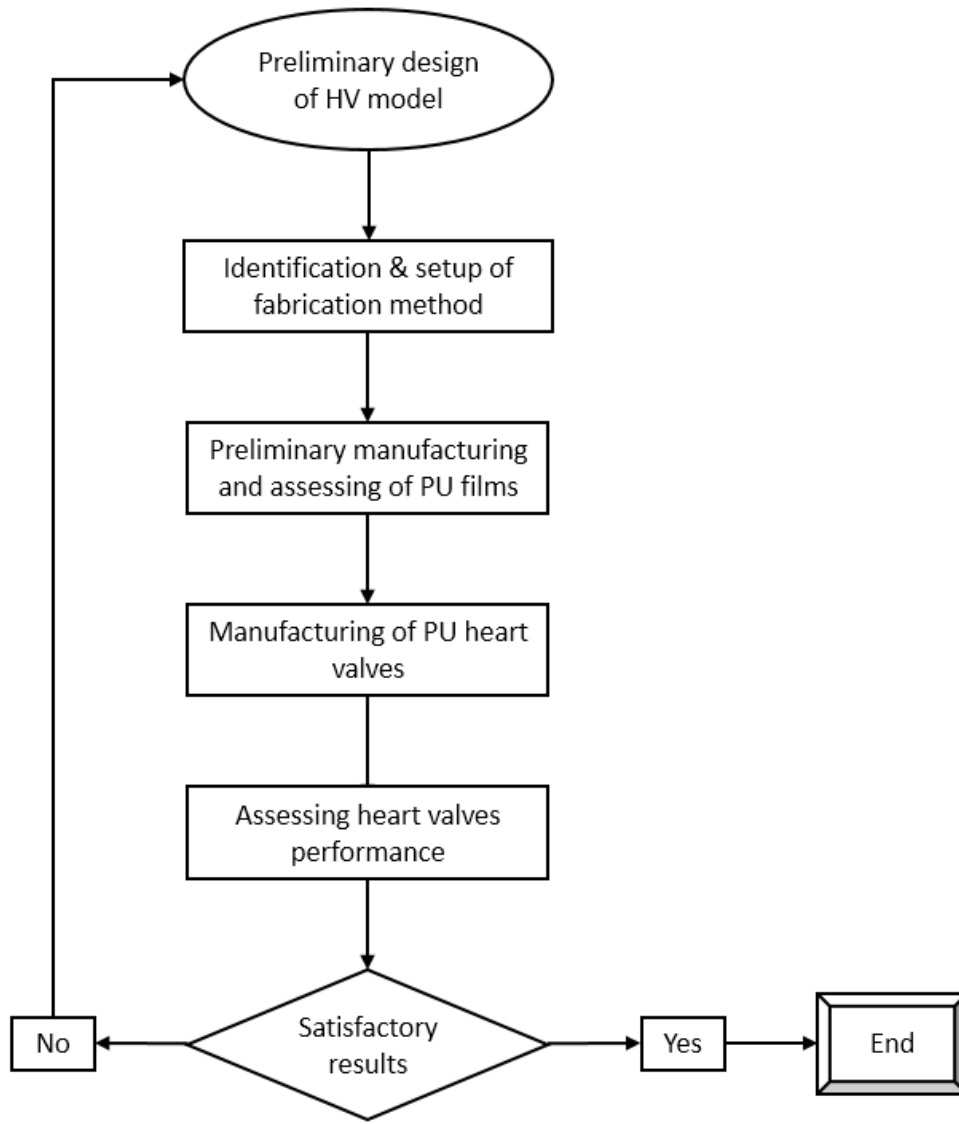 Preliminary design
of HV model
Identification & setup of
fabrication method
Preliminary manufacturing
and assessing of PU films
Manufacturing of PU heart
valves
Assessing heart valves
performance
Satisfactory
results
No
Yes
End